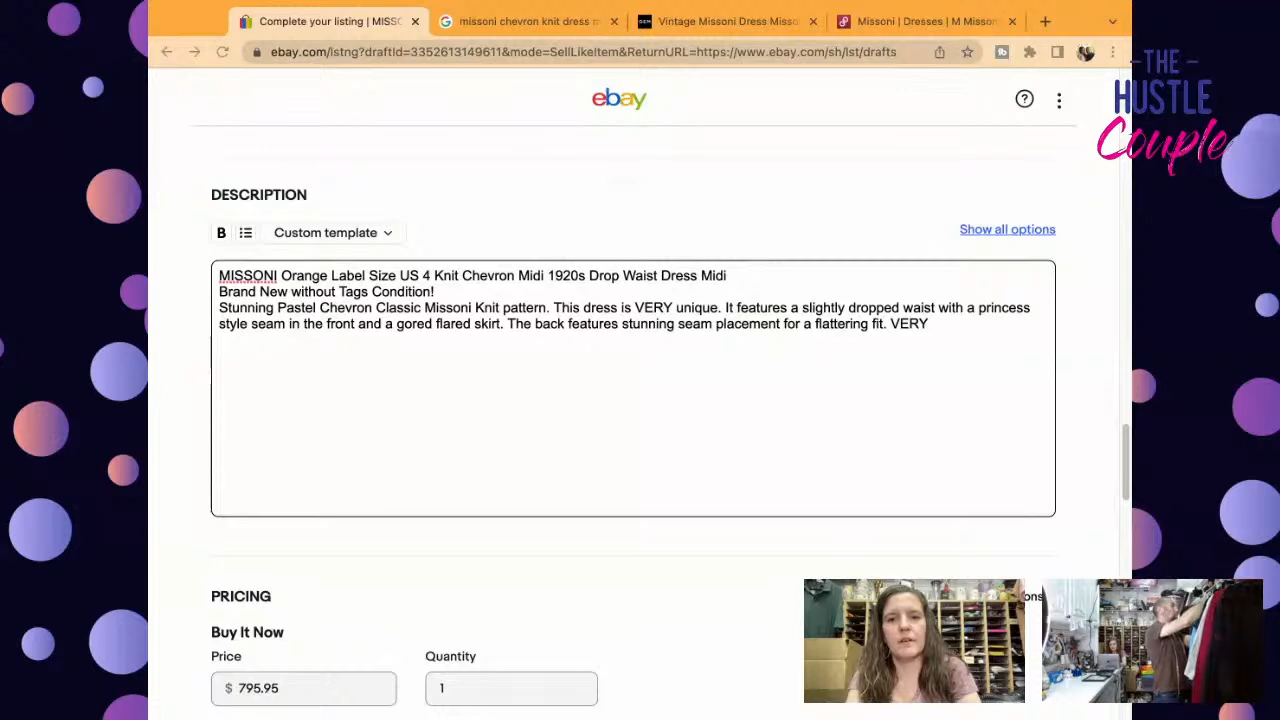 Complete your listing | MISSO
missoni chevron knit dress m
GEM
Vintage Missoni Dress Misso
Missoni | Dresses | M Misson
ebay.com/lstng?draftId=3352613149611&mode=SellLikeItem&ReturnURL=https://www.ebay.com/sh/lst/drafts
THE
HUSTLE
Couple
ebay
DESCRIPTION
B
Custom template
Show all options
MISSONI Orange Label Size US 4 Knit Chevron Midi 1920s Drop Waist Dress Midi
Brand New without Tags Condition!
Stunning Pastel Chevron Classic Missoni Knit pattern. This dress is VERY unique. It features a slightly dropped waist with a princess
style seam in the front and a gored flared skirt. The back features stunning seam placement for a flattering fit. VERY
PRICING
ons
Buy It Now
Price
Quantity
$ 795.95
1